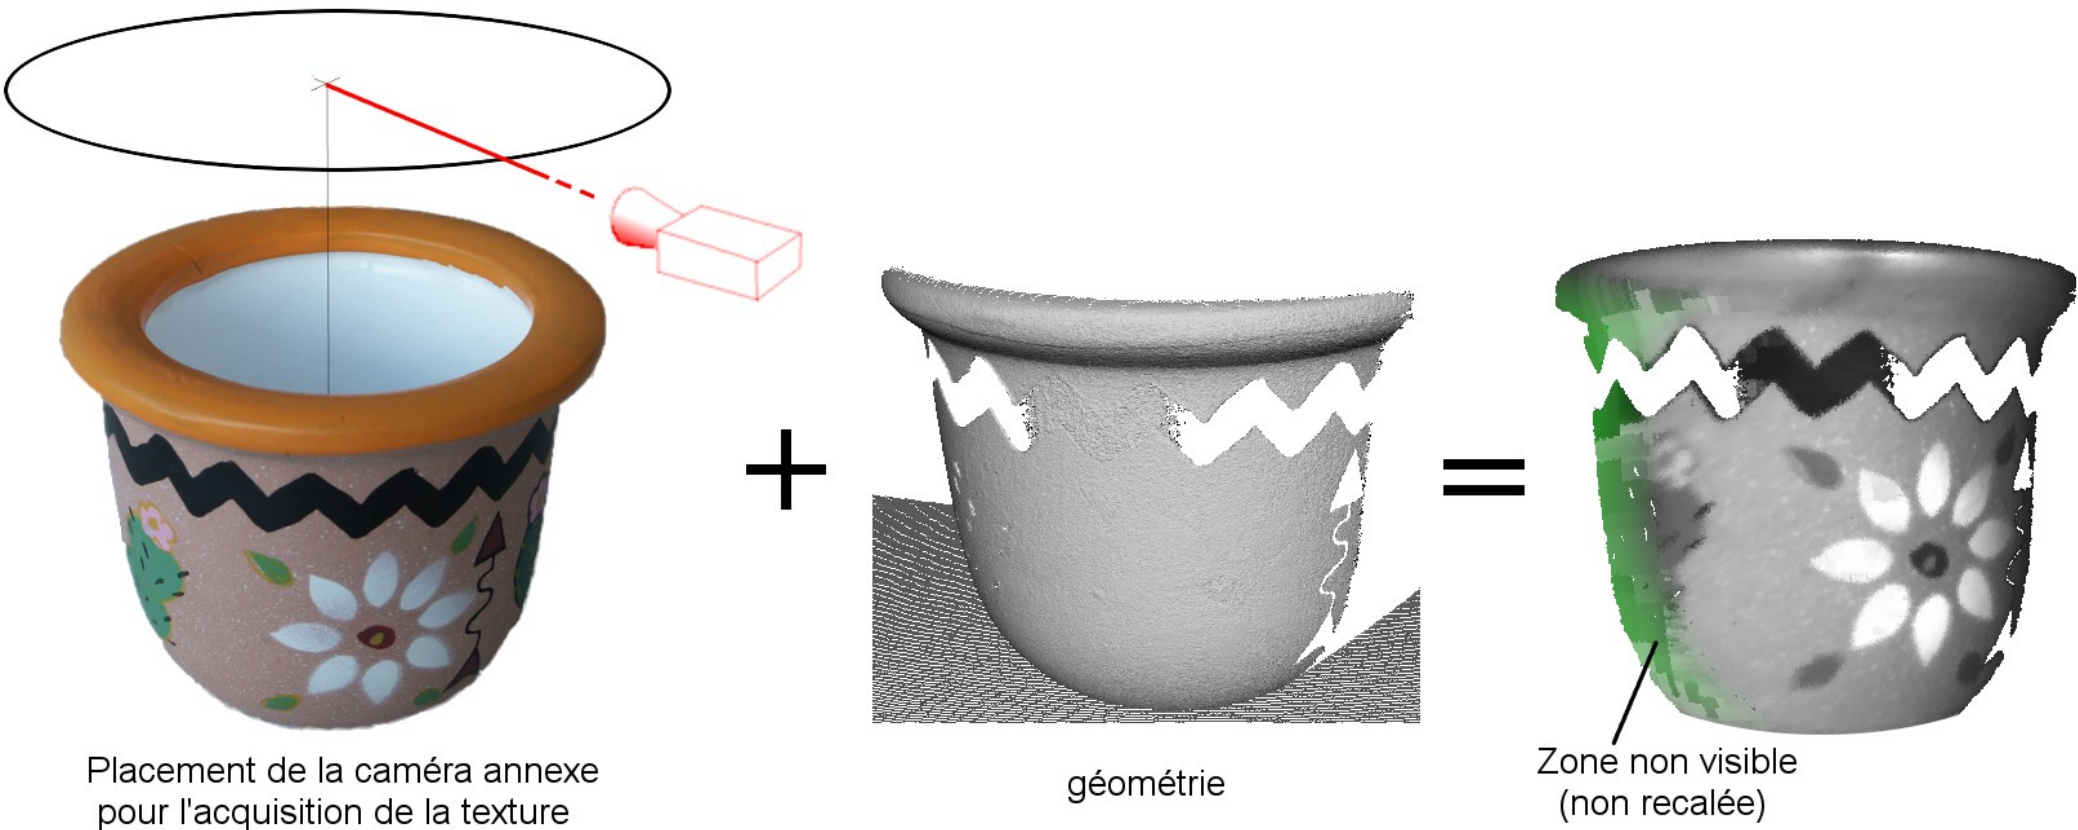 Placement de la caméra annexe
pour l'acquisition de la texture
+
géométrie
=
Zone non visible
(non recalée)